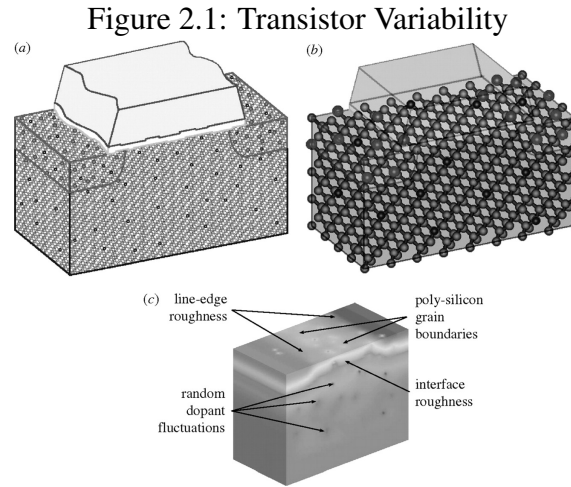 Figure 2.1: Transistor Variability
(a)
(b)
(c)
line-edge
roughness
poly-silicon
grain
boundaries
random
dopant
fluctuations
interface
roughness